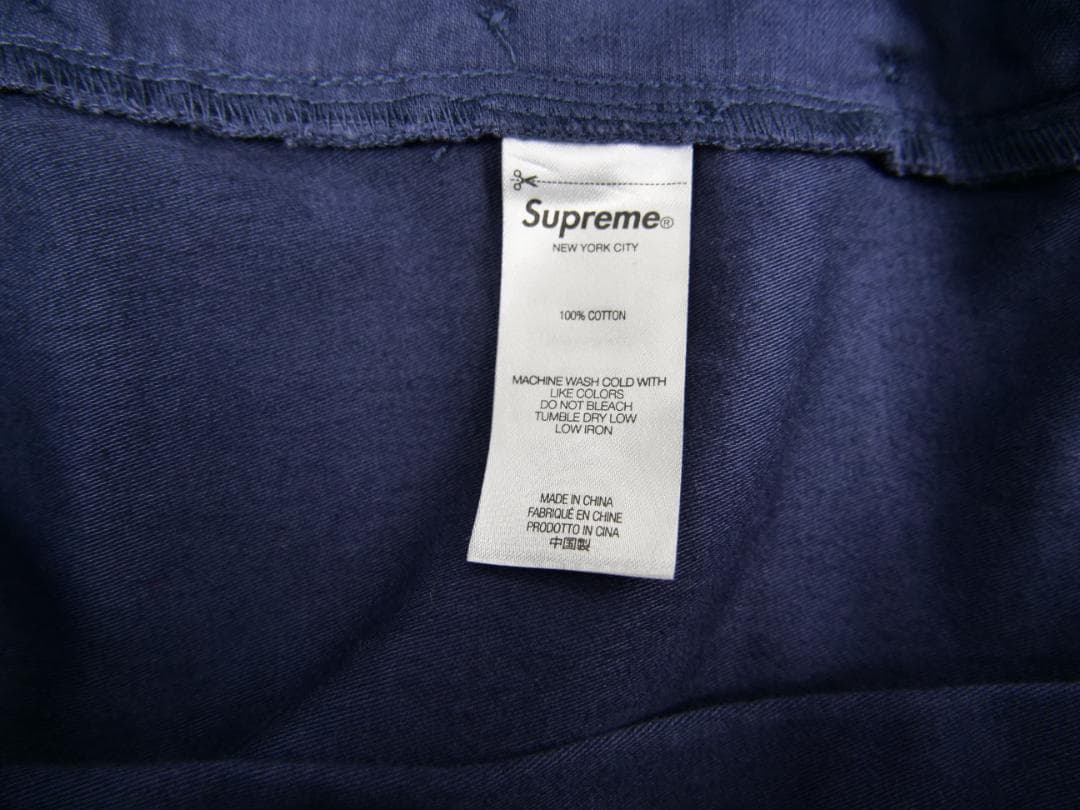 Supreme®
NEW YORK CITY
100% COTTON
MACHINE WASH COLD WITH
LIKE COLORS
DO NOT BLEACH
TUMBLE DRY LOW
LOW IRON
MADE IN CHINA
FABRIQUÉ EN CHINE
PRODOTTO IN CINA
中国製